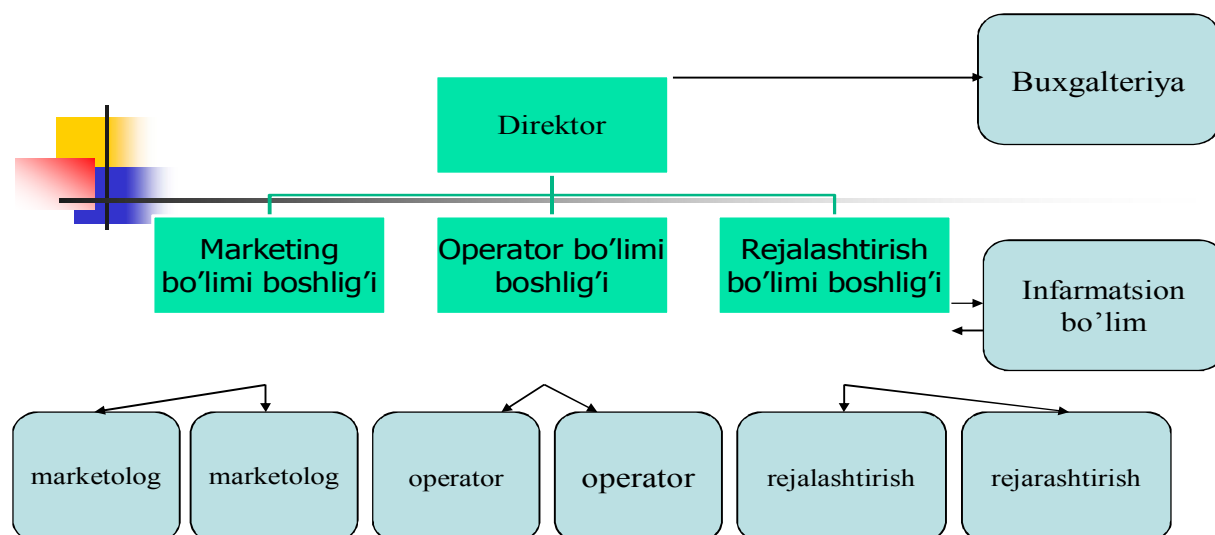 Buxgalteriya
Direktor
Marketing
bo'limi boshlig'i
Operator bo'limi
boshlig'i
Rejalashtirish
bo'limi boshlig'i
Infarmatsion
bo’lim
marketolog
marketolog
operator
operator
rejalashtirish
rejarashtirish